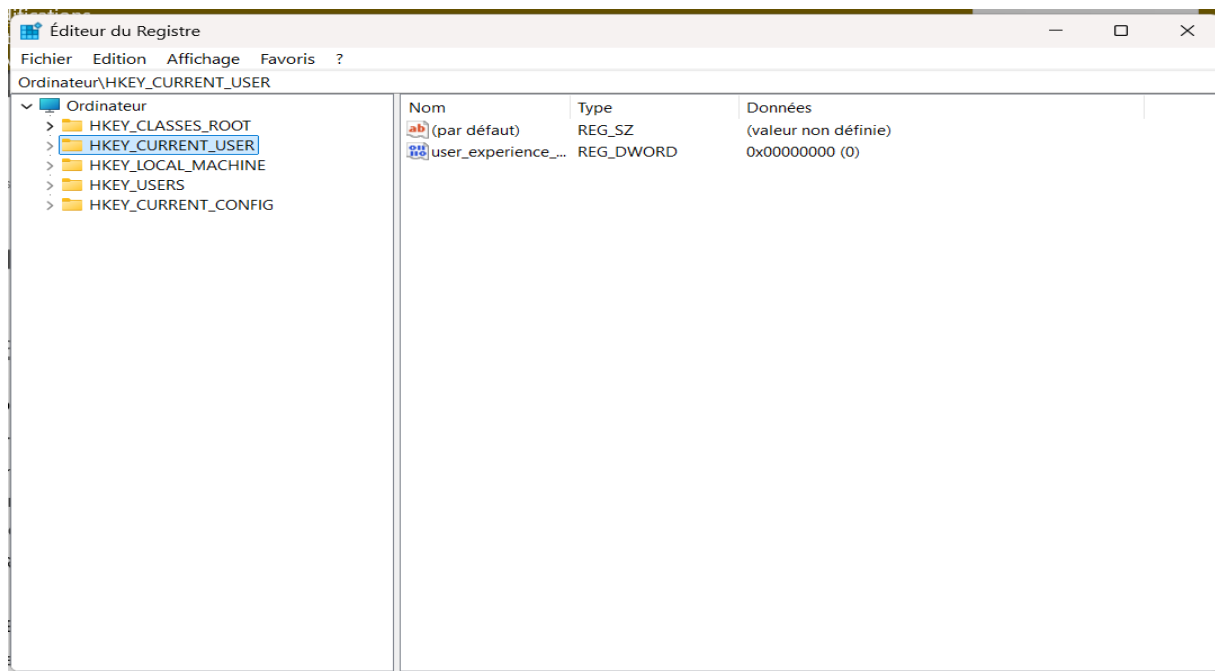 Éditeur du Registre
Fichier Edition Affichage Favoris ?
Ordinateur\HKEY_CURRENT_USER
Ordinateur
HKEY_CLASSES_ROOT
HKEY_CURRENT_USER
HKEY_LOCAL_MACHINE
HKEY_USERS
HKEY_CURRENT_CONFIG
Nom Type Données
(par défaut) REG_SZ (valeur non définie)
user_experience_... REG_DWORD 0x00000000 (0)